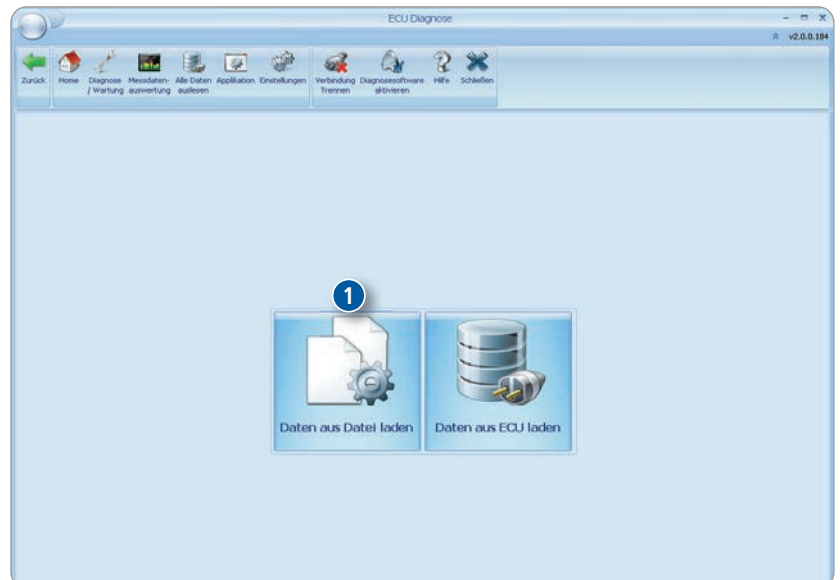 ECU Diagnose
v2.0.0.184
Zurück
Home
Diagnose
/ Wartung
Messdaten-
auswertung
Alle Daten
auslesen
Applikation
Einstellungen
Verbindung
Trennen
Diagnosesoftware
aktivieren
Hilfe
Schließen
1
Daten aus Datei laden
Daten aus ECU laden